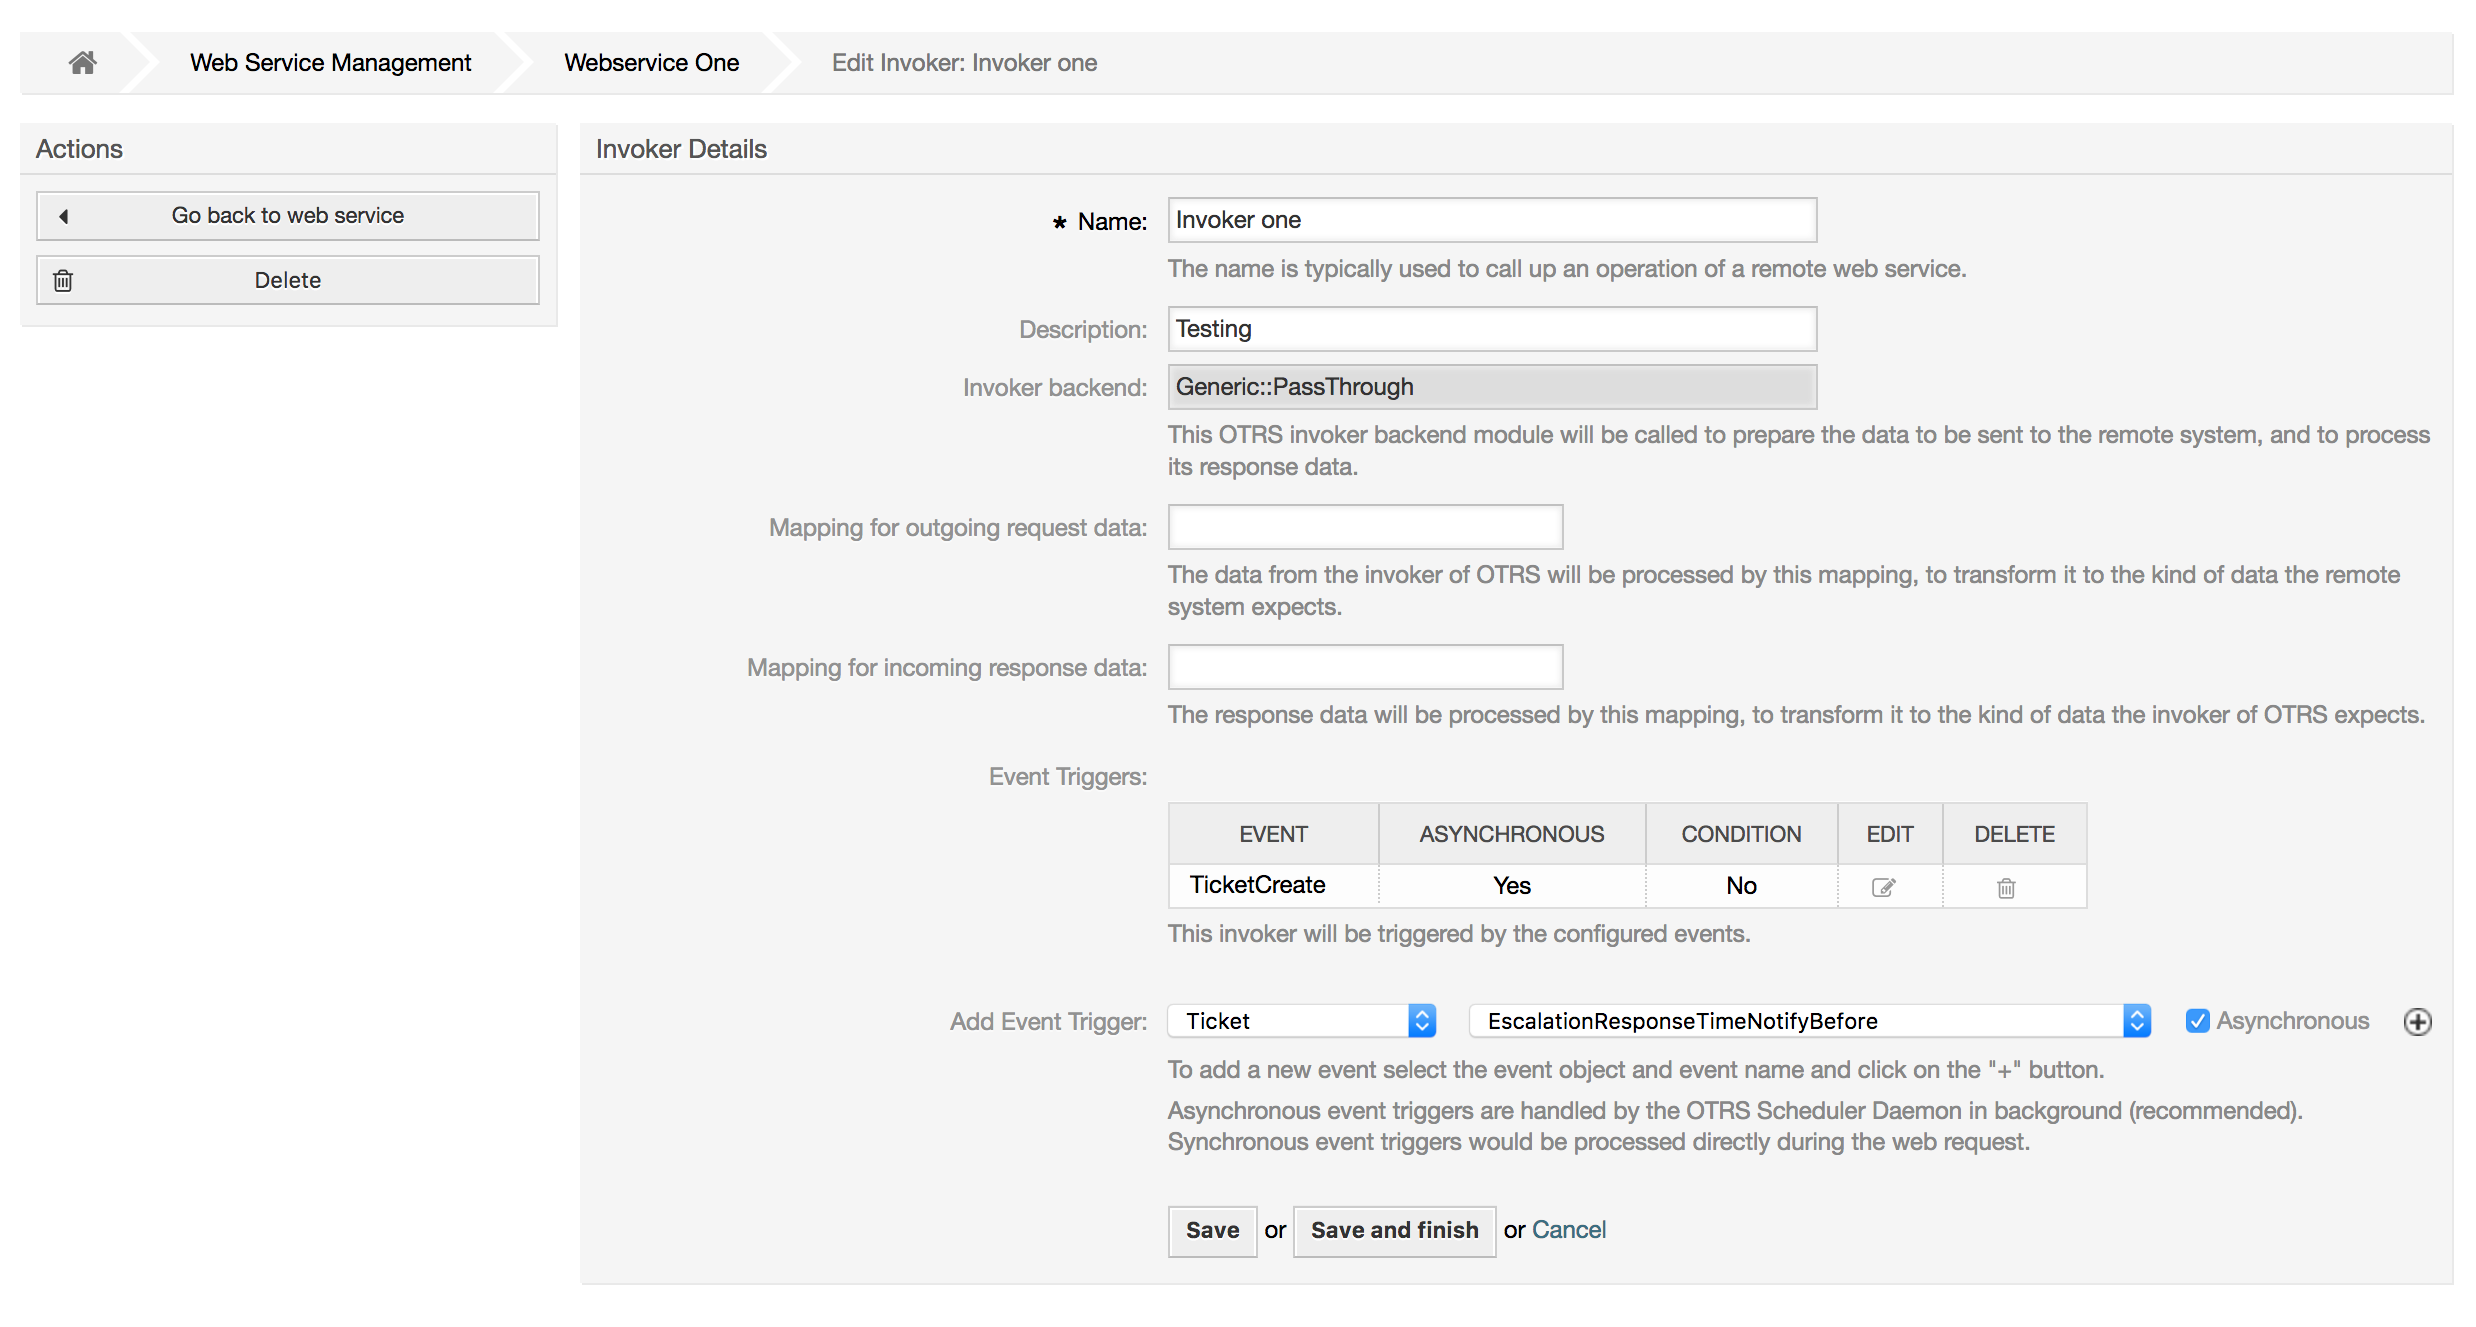 Web Service Management
Webservice One
Edit Invoker: Invoker one
Actions
Go back to web service
Delete
Invoker Details
* Name:
Invoker one
The name is typically used to call up an operation of a remote web service.
Description:
Testing
Invoker backend:
Generic::PassThrough
This OTRS invoker backend module will be called to prepare the data to be sent to the remote system, and to process
its response data.
Mapping for outgoing request data:
The data from the invoker of OTRS will be processed by this mapping, to transform it to the kind of data the remote
system expects.
Mapping for incoming response data:
The response data will be processed by this mapping, to transform it to the kind of data the invoker of OTRS expects.
Event Triggers:
EVENT ASYNCHRONOUS CONDITION EDIT DELETE
TicketCreate Yes No
This invoker will be triggered by the configured events.
Add Event Trigger:
Ticket
EscalationResponseTimeNotifyBefore
Asynchronous
To add a new event select the event object and event name and click on the "+" button.
Asynchronous event triggers are handled by the OTRS Scheduler Daemon in background (recommended).
Synchronous event triggers would be processed directly during the web request.
Save or Save and finish or Cancel